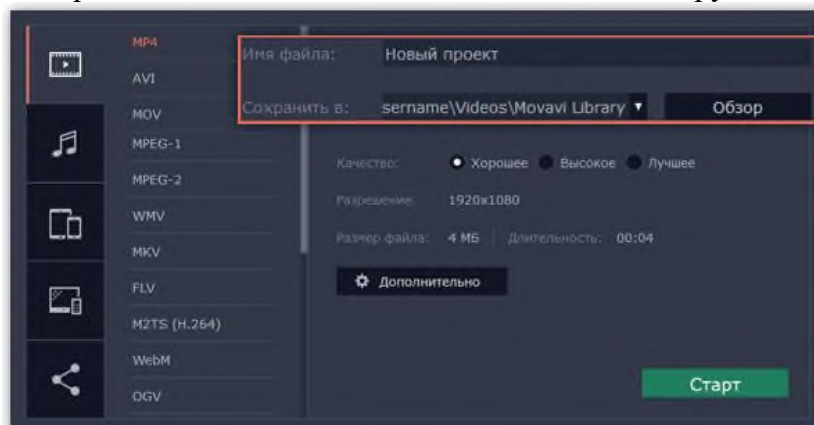 MP4
AVI
MOV
MPEG-1
MPEG-2
WMV
MKV
FLV
M2TS (H.264)
WebM
OGV
Имя файла: Новый проект
Сохранить в: sername\Videos\Movavi Library Обзор
Качество: Хорошее Высокое Лучшее
Разрешение: 1920x1080
Размер файла: 4 МБ Длительность: 00:04
Дополнительно
Старт